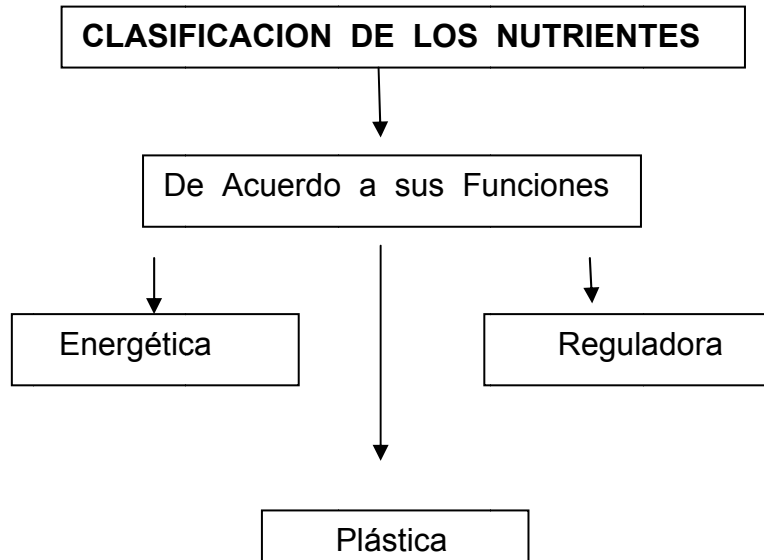 CLASIFICACION DE LOS NUTRIENTES
De Acuerdo a sus Funciones
Energética
Reguladora
Plástica